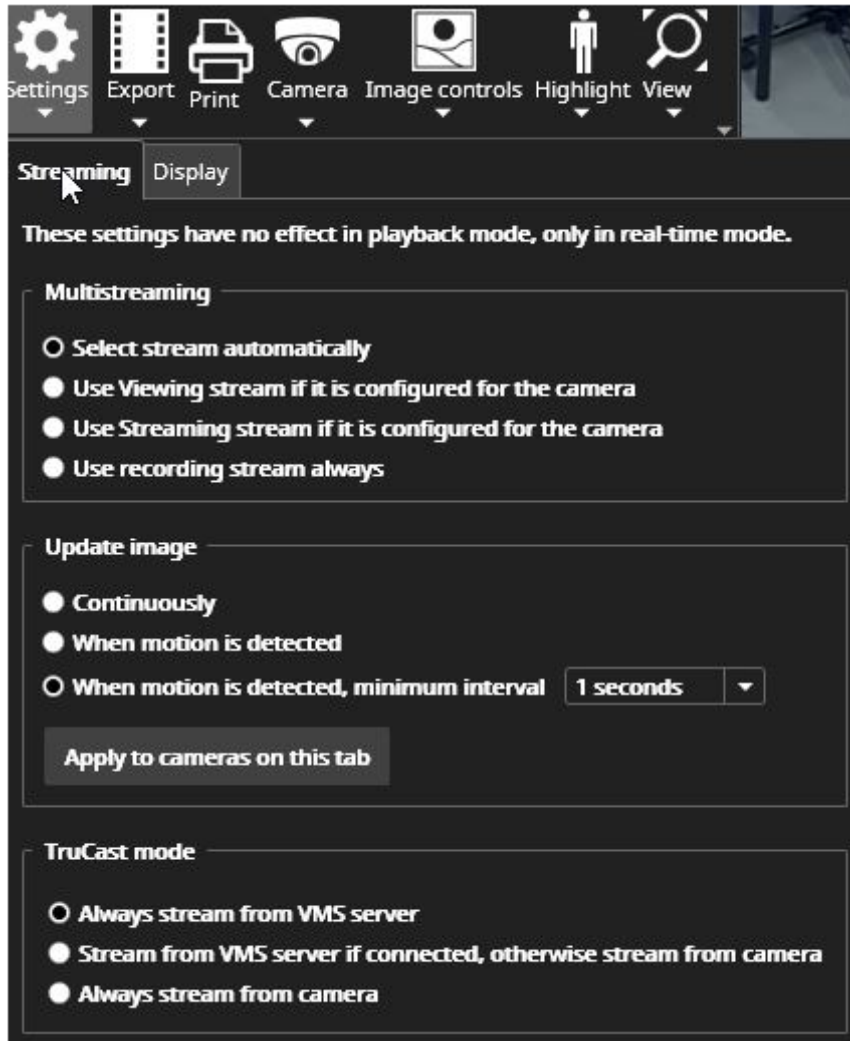 Settings Export Print Camera Image controls Highlight View
Streaming Display
These settings have no effect in playback mode, only in real-time mode.
Multistreaming
Select stream automatically
Use Viewing stream if it is configured for the camera
Use Streaming stream if it is configured for the camera
Use recording stream always
Update image
Continuously
When motion is detected
When motion is detected, minimum interval 1 seconds
Apply to cameras on this tab
TruCast mode
Always stream from VMS server
Stream from VMS server if connected, otherwise stream from camera
Always stream from camera